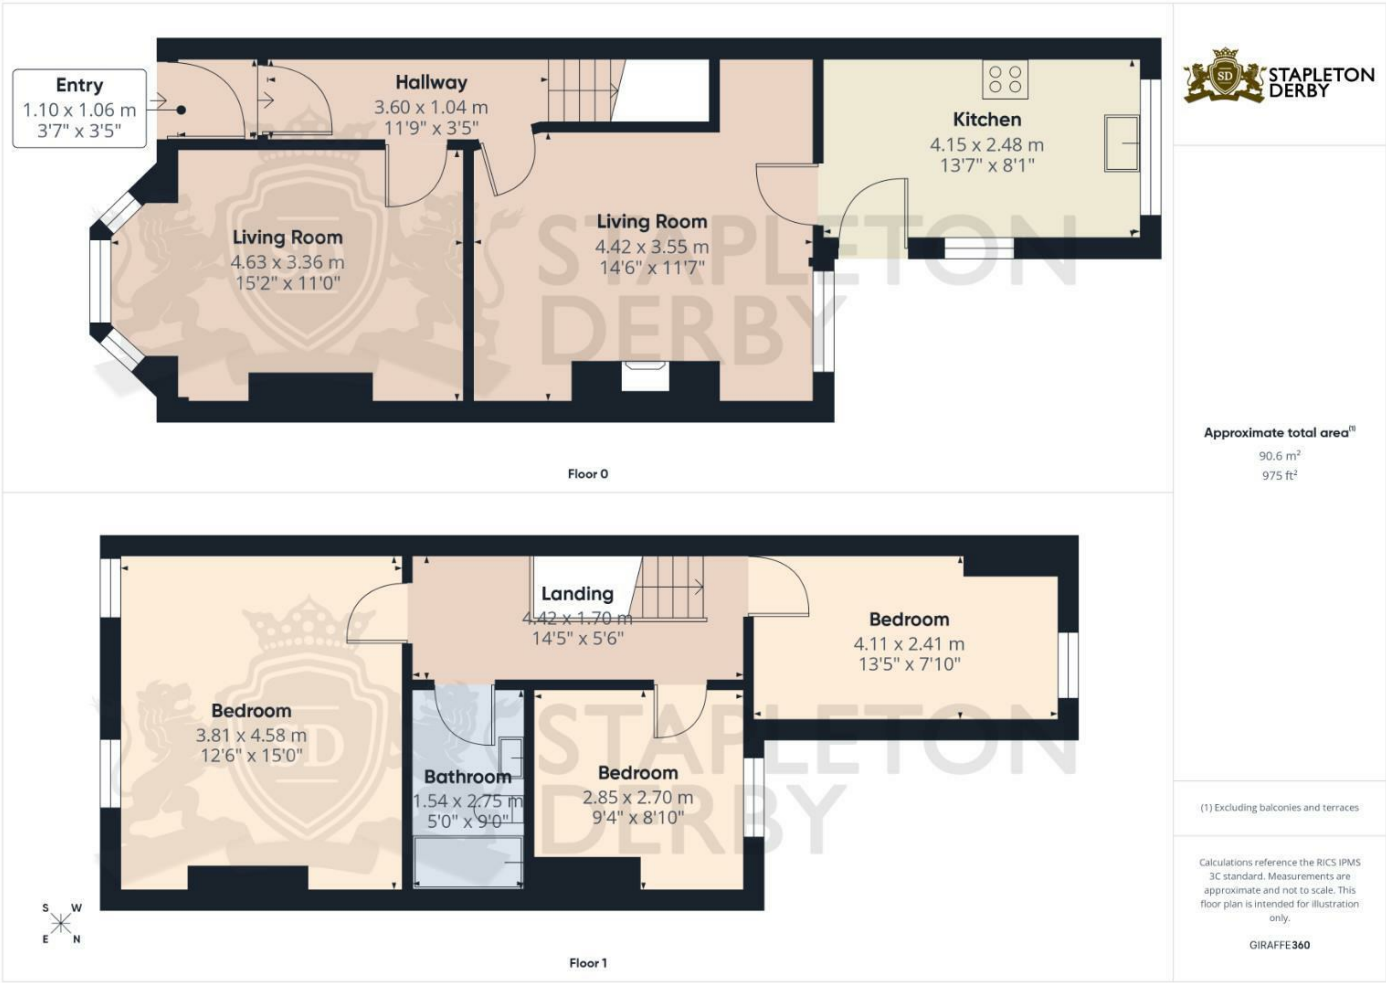 Entry
1.10 x 1.06 m
3'7" x 3'5"
Hallway
3.60 x 1.04 m
11'9" x 3'5"
Kitchen
4.15 x 2.48 m
13'7" x 8'1"
Living Room
4.63 x 3.36 m
15'2" x 11'0"
Living Room
4.42 x 3.55 m
14'6" x 11'7"
STAPLETON
DERBY
Floor 0
Landing
4.42 x 1.70 m
14'5" x 5'6"
Bedroom
4.11 x 2.41 m
13'5" x 7'10"
Bedroom
3.81 x 4.58 m
12'6" x 15'0"
Bathroom
1.54 x 2.75 m
5'0" x 9'0"
Bedroom
2.85 x 2.70 m
9'4" x 8'10"
SD
STAPLETON
DERBY
S W
E N
Floor 1
SD
STAPLETON
DERBY
Approximate total area(1)
90.6 m²
975 ft²
(1) Excluding balconies and terraces
Calculations reference the RICS IPMS
3C standard. Measurements are
approximate and not to scale. This
floor plan is intended for illustration
only.
GIRAFFE360